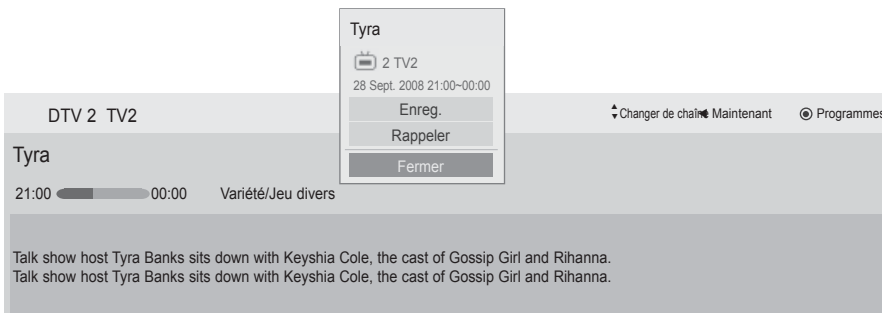 Tyra
2 TV2
28 Sept. 2008 21:00~00:00
Enreg.
Rappeler
Fermer
DTV 2 TV2
Changer de chaîne Maintenant Programmes
Tyra
21:00 00:00 Variété/Jeu divers
Talk show host Tyra Banks sits down with Keyshia Cole, the cast of Gossip Girl and Rihanna.
Talk show host Tyra Banks sits down with Keyshia Cole, the cast of Gossip Girl and Rihanna.